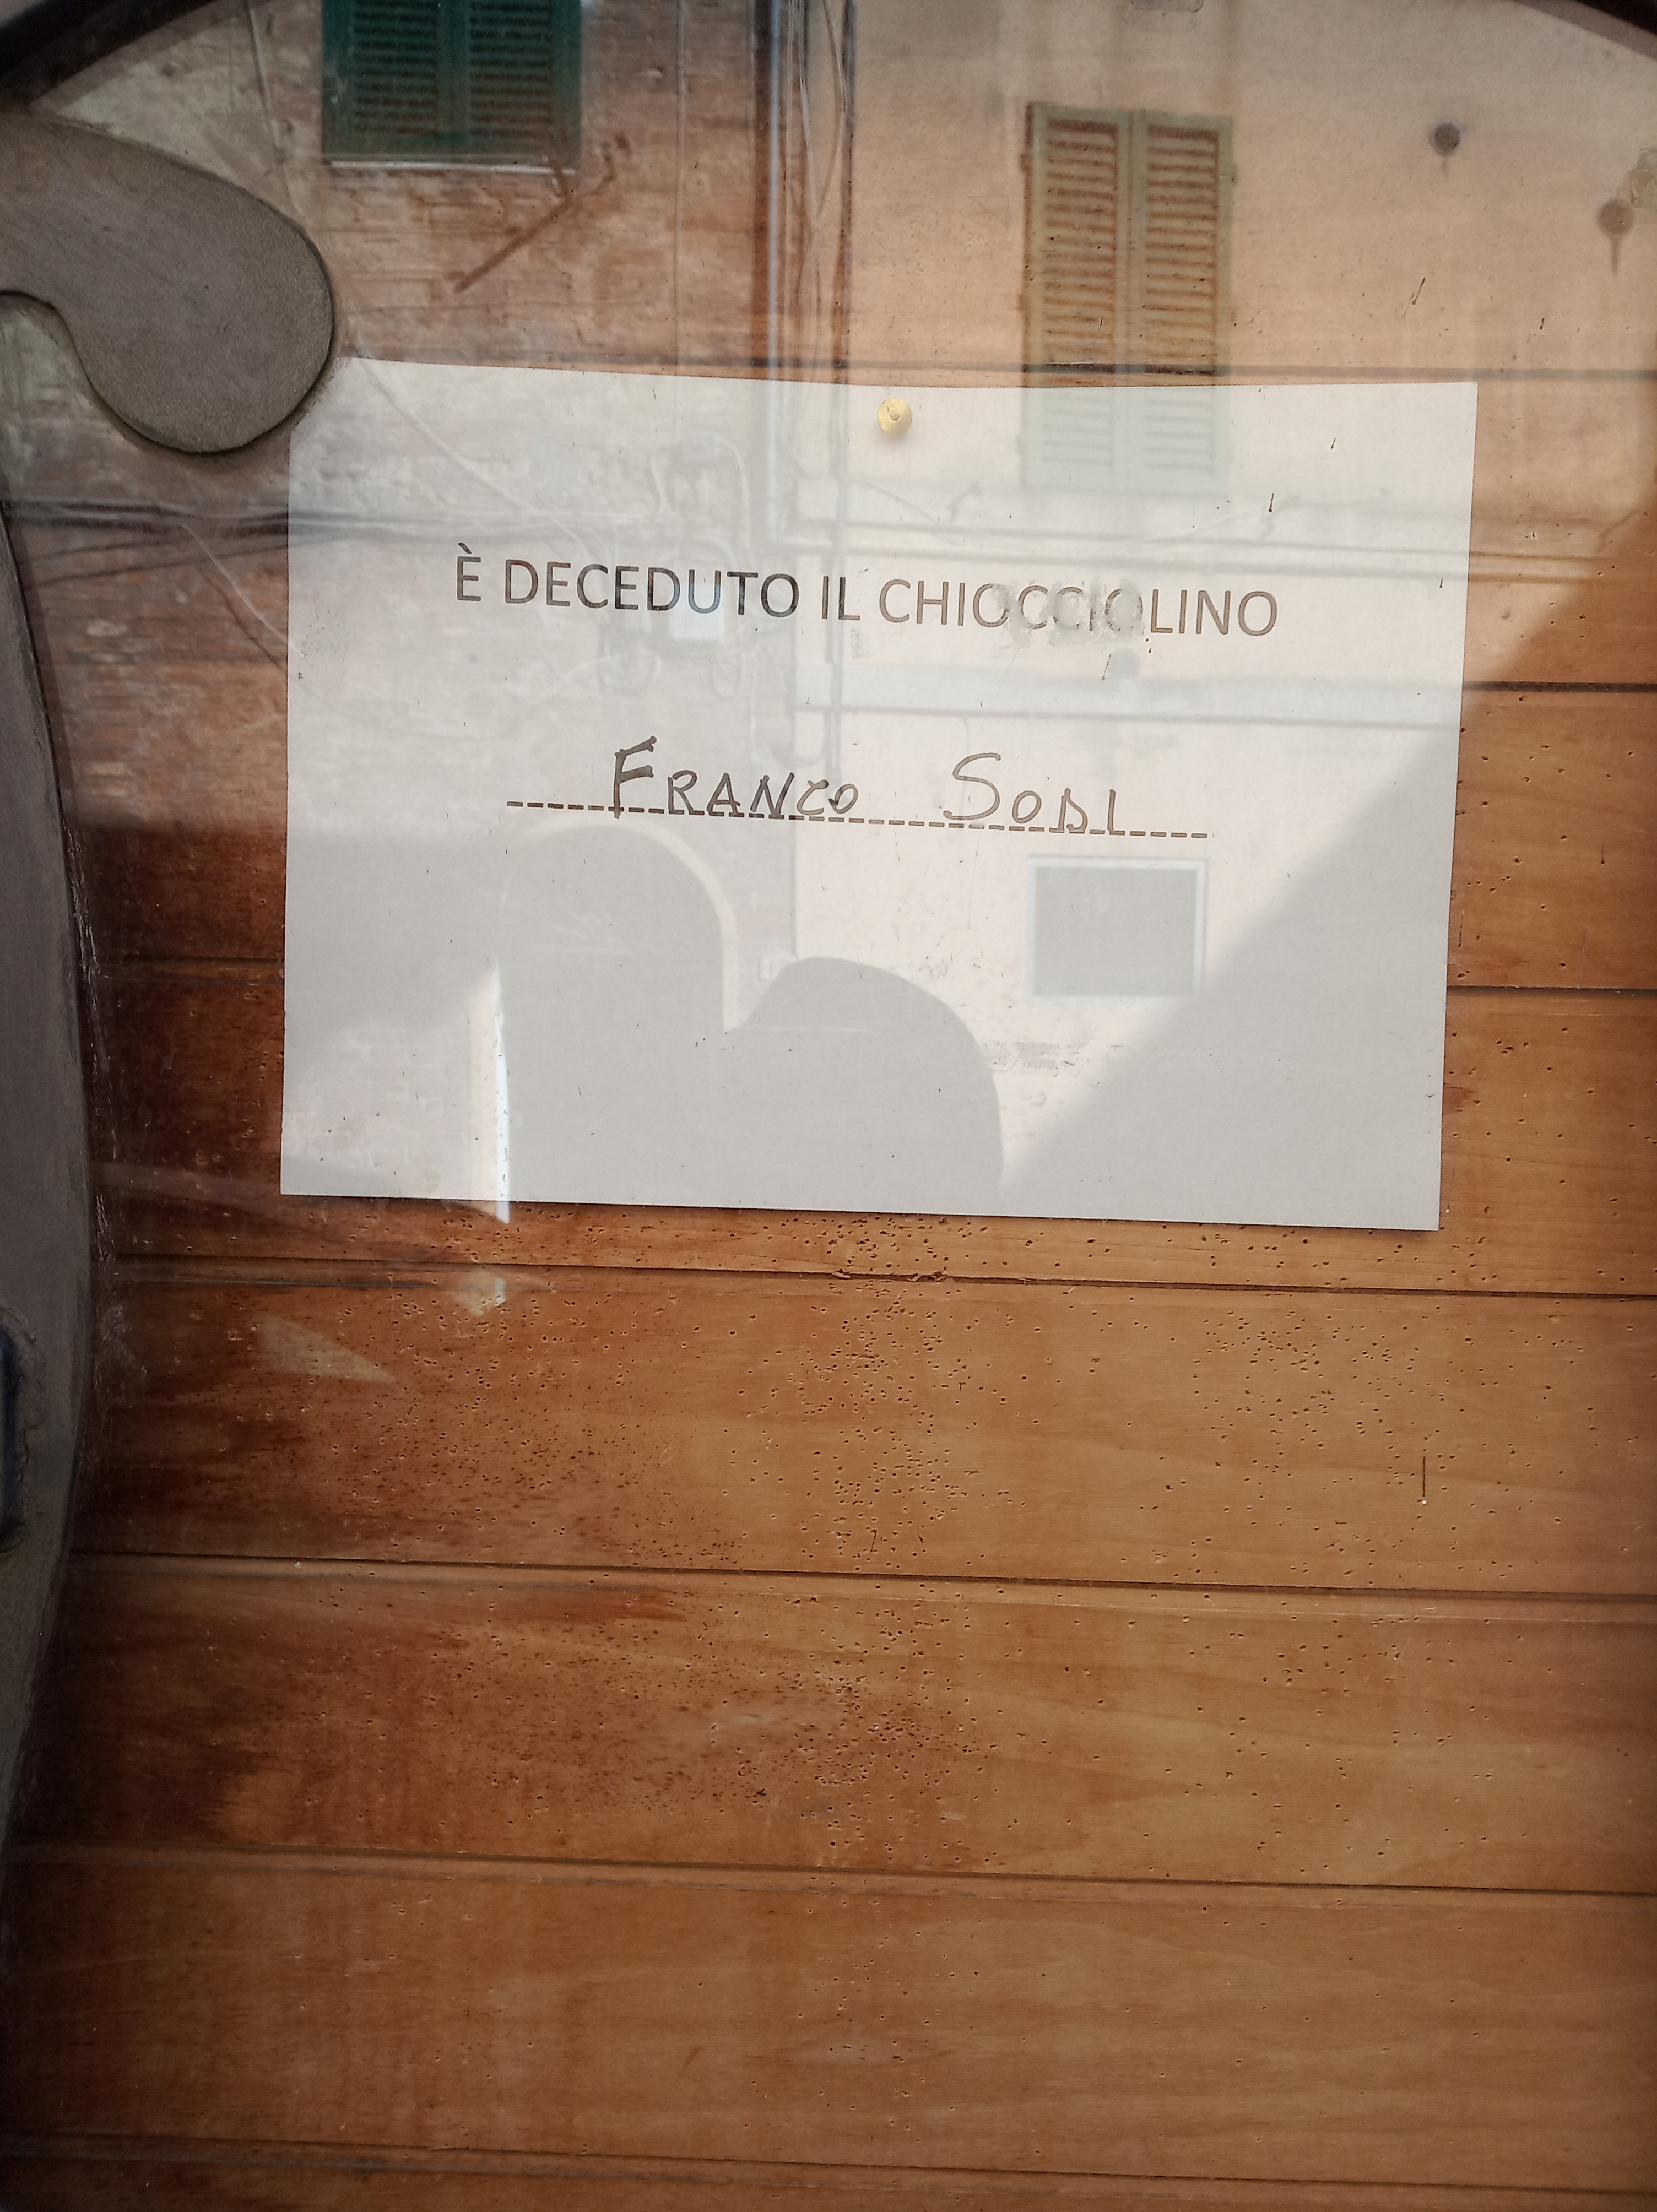 È DECEDUTO IL CHIOCCIOLINO
FRANCO SODI